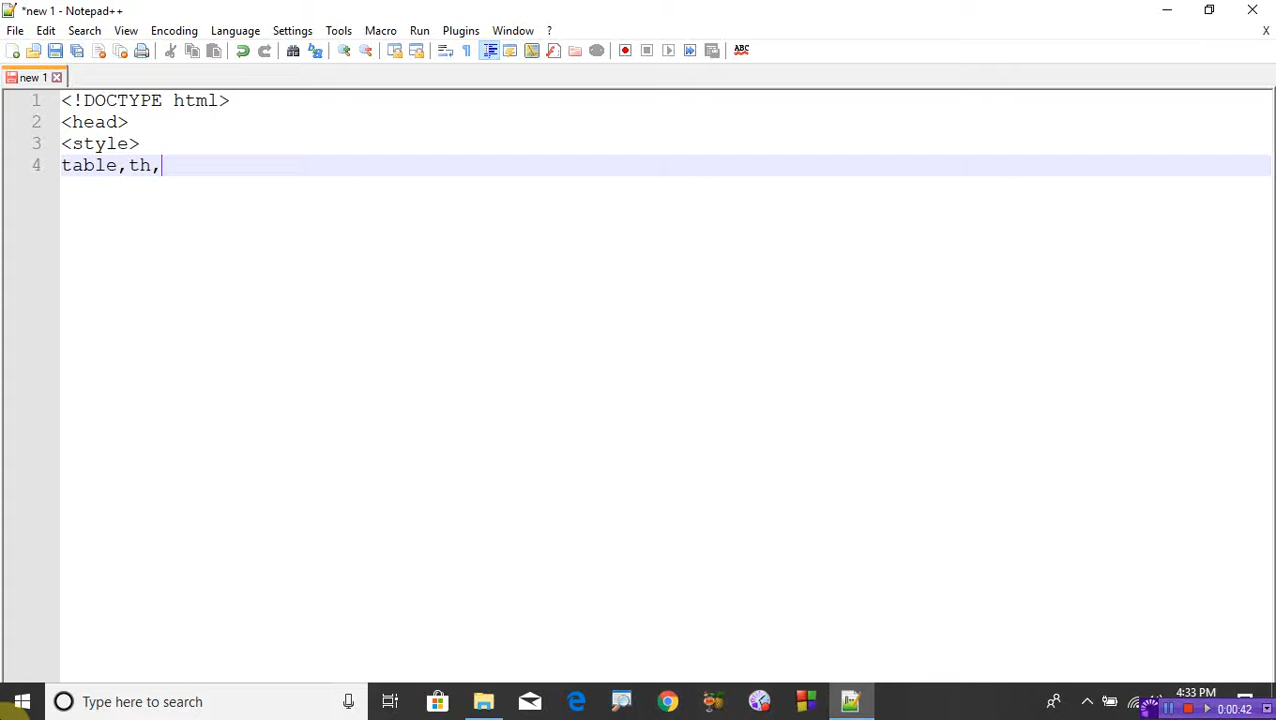 *new 1 - Notepad++
File Edit Search View Encoding Language Settings Tools Macro Run Plugins Window ? X
ABC
new 1
1 <!DOCTYPE html>
2 <head>
3 <style>
4 table,th,
Type here to search
4:33 PM
0:00:42